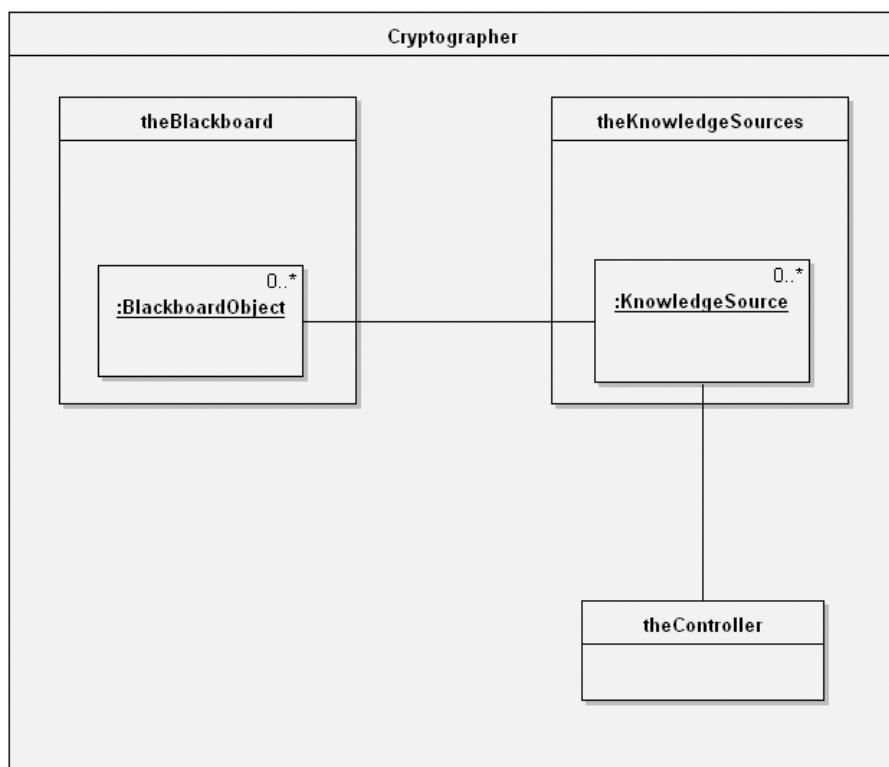 Cryptographer
theBlackboard
theKnowledgeSources
0..*
:BlackboardObject
0..*
:KnowledgeSource
theController